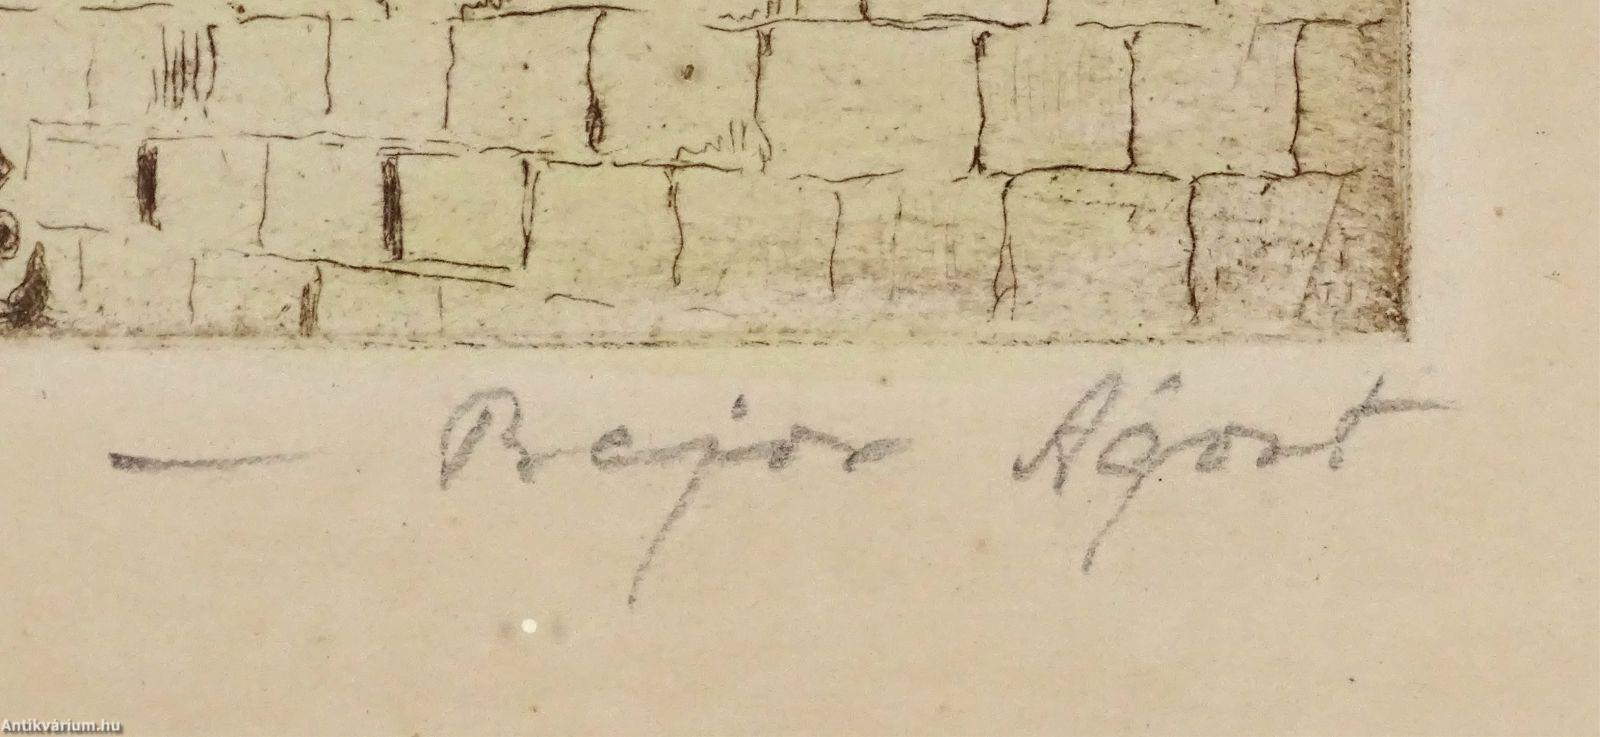 — Bajor Ágost
Antikvárium.hu